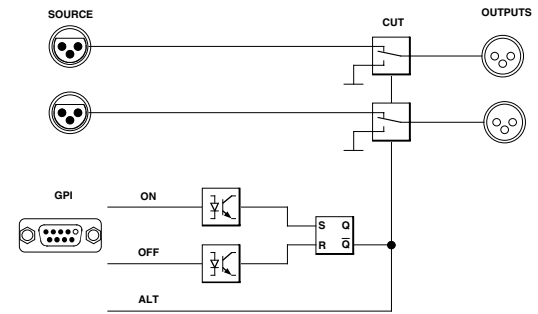 SOURCE
CUT
OUTPUTS
GPI
ON
S Q
R Q̅
OFF
ALT